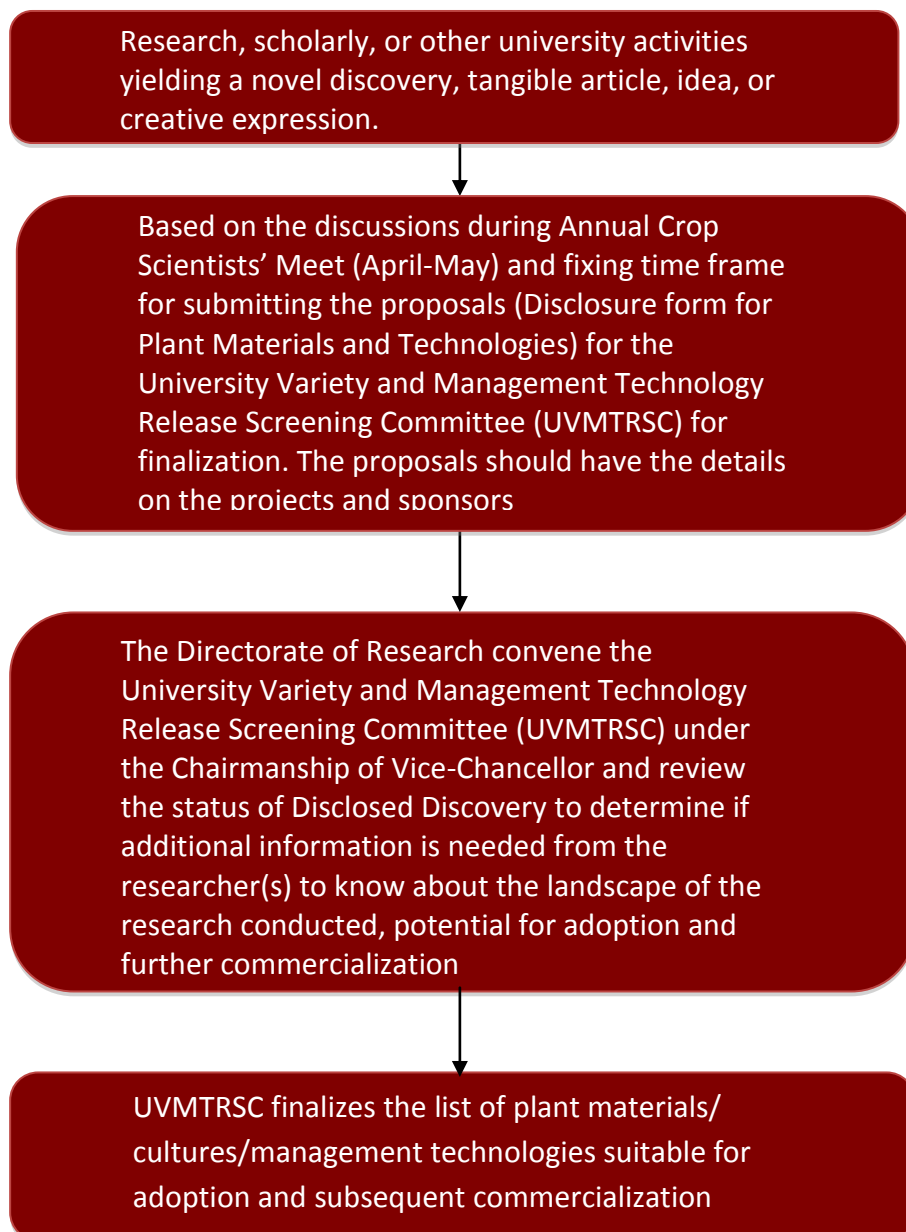 Research, scholarly, or other university activities
yielding a novel discovery, tangible article, idea, or
creative expression.
Based on the discussions during Annual Crop
Scientists’ Meet (April-May) and fixing time frame
for submitting the proposals (Disclosure form for
Plant Materials and Technologies) for the
University Variety and Management Technology
Release Screening Committee (UVMTRSC) for
finalization. The proposals should have the details
on the projects and sponsors
The Directorate of Research convene the
University Variety and Management Technology
Release Screening Committee (UVMTRSC) under
the Chairmanship of Vice-Chancellor and review
the status of Disclosed Discovery to determine if
additional information is needed from the
researcher(s) to know about the landscape of the
research conducted, potential for adoption and
further commercialization
UVMTRSC finalizes the list of plant materials/
cultures/management technologies suitable for
adoption and subsequent commercialization